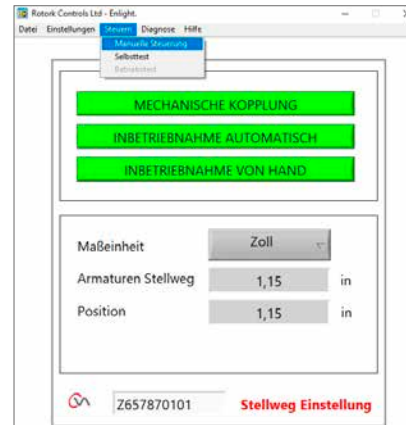 Rotork Controls Ltd - Enlight.
Datei Einstellungen Steuern Diagnose Hilfe
Manuelle Steuerung
Selbsttest
MECHANISCHE KOPPLUNG
INBETRIEBNAHME AUTOMATISCH
INBETRIEBNAHME VON HAND
Maßeinheit Zoll
Armaturen Stellweg 1,15 in
Position 1,15 in
Z657870101 Stellweg Einstellung